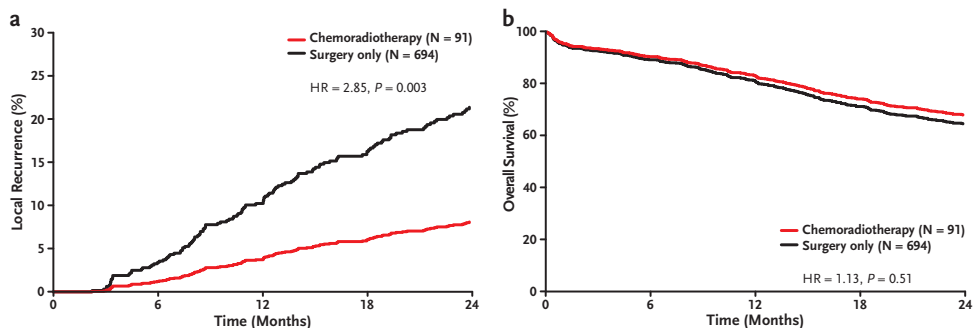 a
30
25
20
15
10
5
0
Local Recurrence (%)
Chemoradiotherapy (N = 91)
Surgery only (N = 694)
HR = 2.85, P = 0.003
0 6 12 18 24
Time (Months)
b
100
80
60
40
20
0
Overall Survival (%)
Chemoradiotherapy (N = 91)
Surgery only (N = 694)
HR = 1.13, P = 0.51
0 6 12 18 24
Time (Months)